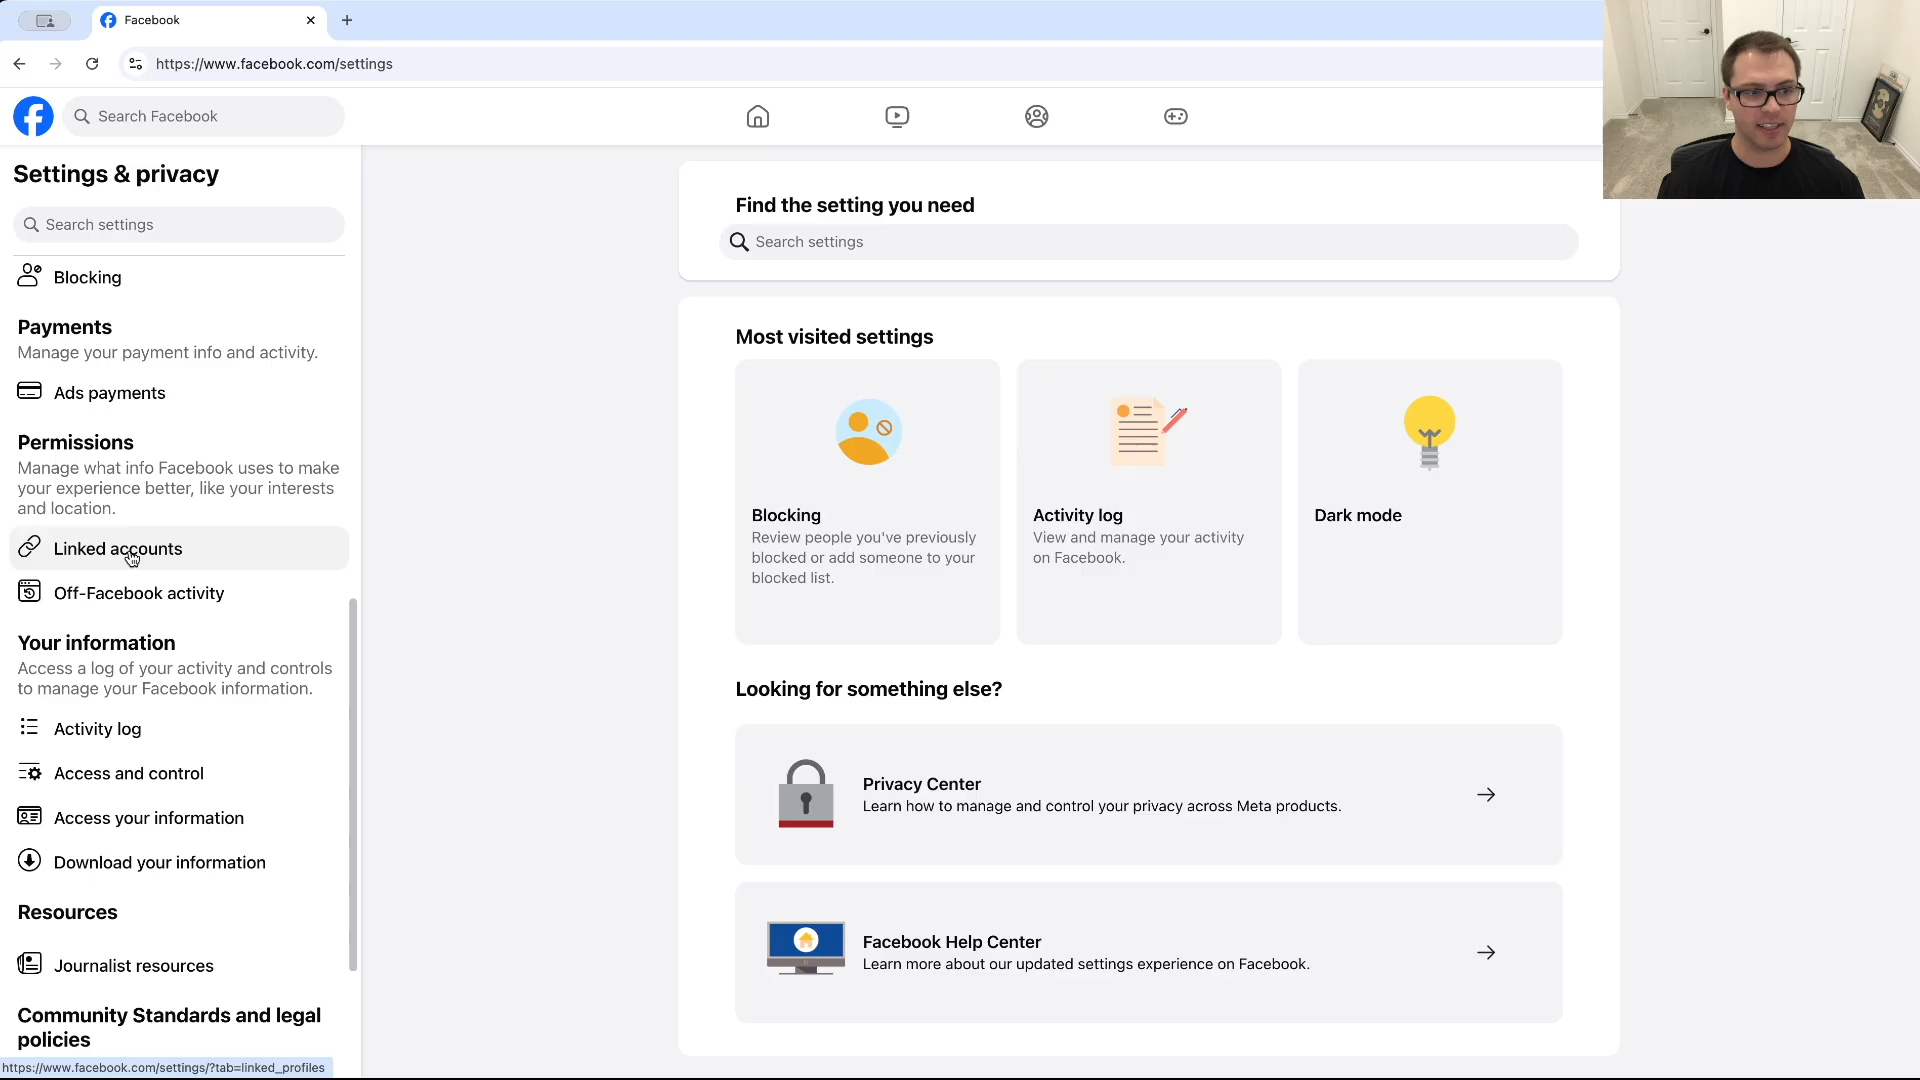 Facebook
https://www.facebook.com/settings
Search Facebook
Settings & privacy
Search settings
Blocking
Payments
Manage your payment info and activity.
Ads payments
Permissions
Manage what info Facebook uses to make
your experience better, like your interests
and location.
Linked accounts
Off-Facebook activity
Your information
Access a log of your activity and controls
to manage your Facebook information.
Activity log
Access and control
Access your information
Download your information
Resources
Journalist resources
Community Standards and legal
policies
https://www.facebook.com/settings/?tab=linked_profiles
Find the setting you need
Search settings
Most visited settings
Blocking
Review people you've previously
blocked or add someone to your
blocked list.
Activity log
View and manage your activity
on Facebook.
Dark mode
Looking for something else?
Privacy Center
Learn how to manage and control your privacy across Meta products.
Facebook Help Center
Learn more about our updated settings experience on Facebook.